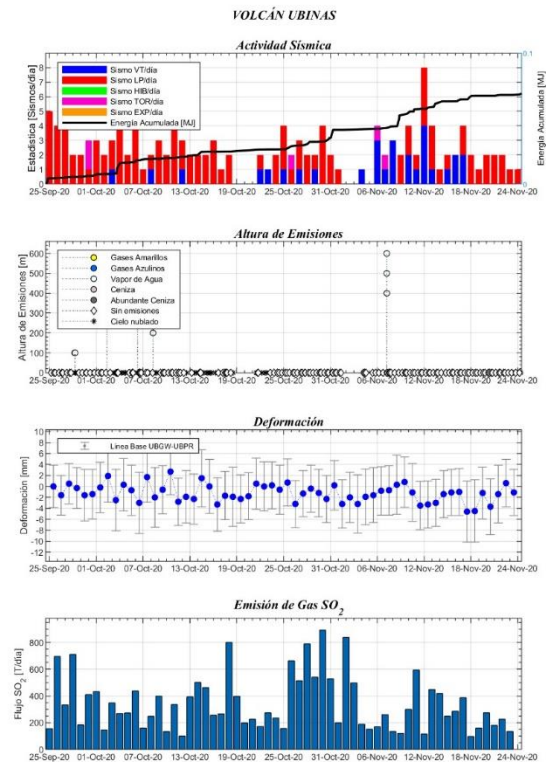 VOLCÁN UBINAS
Actividad Sísmica
Sismo VT/día
Sismo LP/día
Sismo HIB/día
Sismo TOR/día
Sismo EXP/día
Energía Acumulada [MJ]
Estadística [Sismos/día]
8
6
5
4
3
2
1
0
0.1
0
Energía Acumulada [MJ]
25-Sep-20 01-Oct-20 07-Oct-20 13-Oct-20 19-Oct-20 25-Oct-20 31-Oct-20 06-Nov-20 12-Nov-20 18-Nov-20 24-Nov-20
Altura de Emisiones
Gases Amarillos
Gases Azulinos
Vapor de Agua
Ceniza
Abundante Ceniza
Sin emisiones
Cielo nublado
Altura de Emisiones [m]
600
500
400
300
200
100
0
25-Sep-20 01-Oct-20 07-Oct-20 13-Oct-20 19-Oct-20 25-Oct-20 31-Oct-20 06-Nov-20 12-Nov-20 18-Nov-20 24-Nov-20
Deformación
Linea Base UBGW-UBPR
Deformación [mm]
10
8
6
4
2
0
-2
-4
-6
-8
-10
-12
25-Sep-20 01-Oct-20 07-Oct-20 13-Oct-20 19-Oct-20 25-Oct-20 31-Oct-20 06-Nov-20 12-Nov-20 18-Nov-20 24-Nov-20
Emisión de Gas SO2
Flujo SO2 [T/día]
800
600
400
200
0
25-Sep-20 01-Oct-20 07-Oct-20 13-Oct-20 19-Oct-20 25-Oct-20 31-Oct-20 06-Nov-20 12-Nov-20 18-Nov-20 24-Nov-20